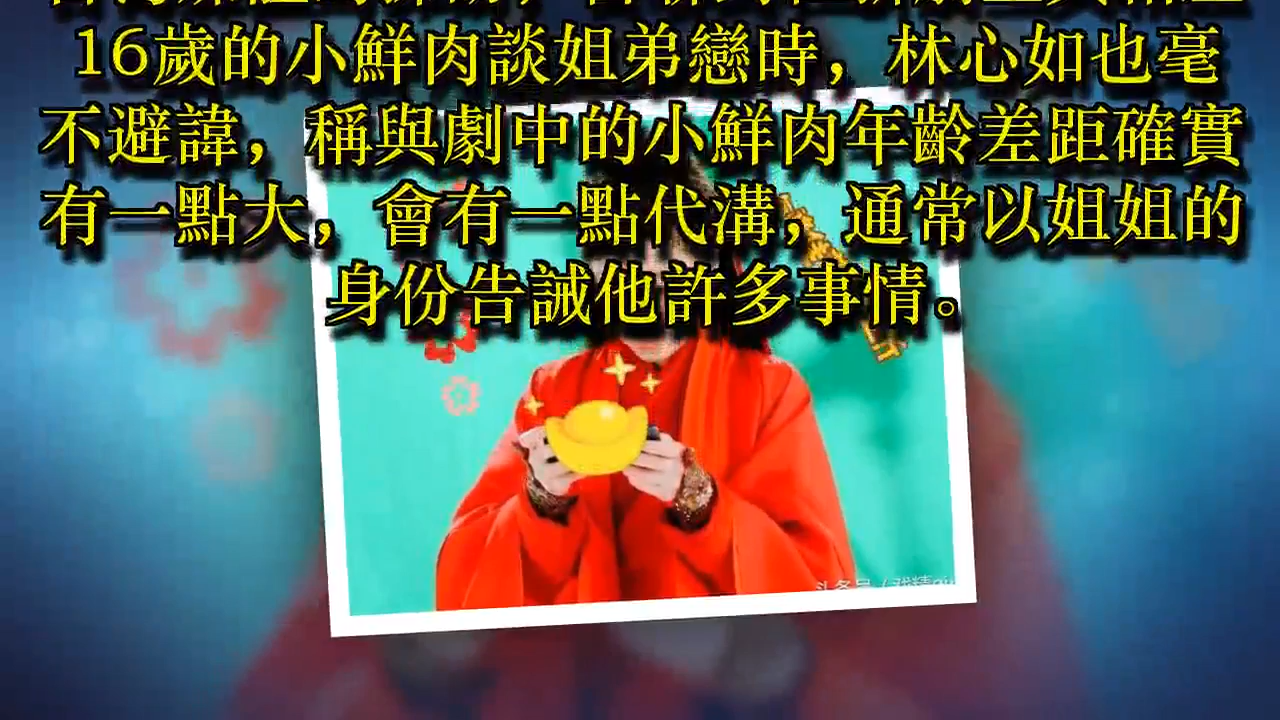 16歲的小鮮肉談姐弟戀時，林心如也毫
不避諱，稱與劇中的小鮮肉年齡差距確實
有一點大，會有一點代溝，通常以姐姐的
身份告誡他許多事情。
头条号